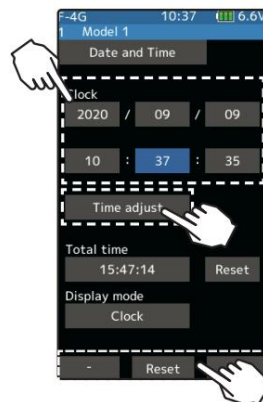 F-4G 10:37 6.6V
1 Model 1
Date and Time
Clock
2020 / 09 / 09
10 : 37 : 35
Time adjust
Total time
15:47:14 Reset
Display mode
Clock
- Reset